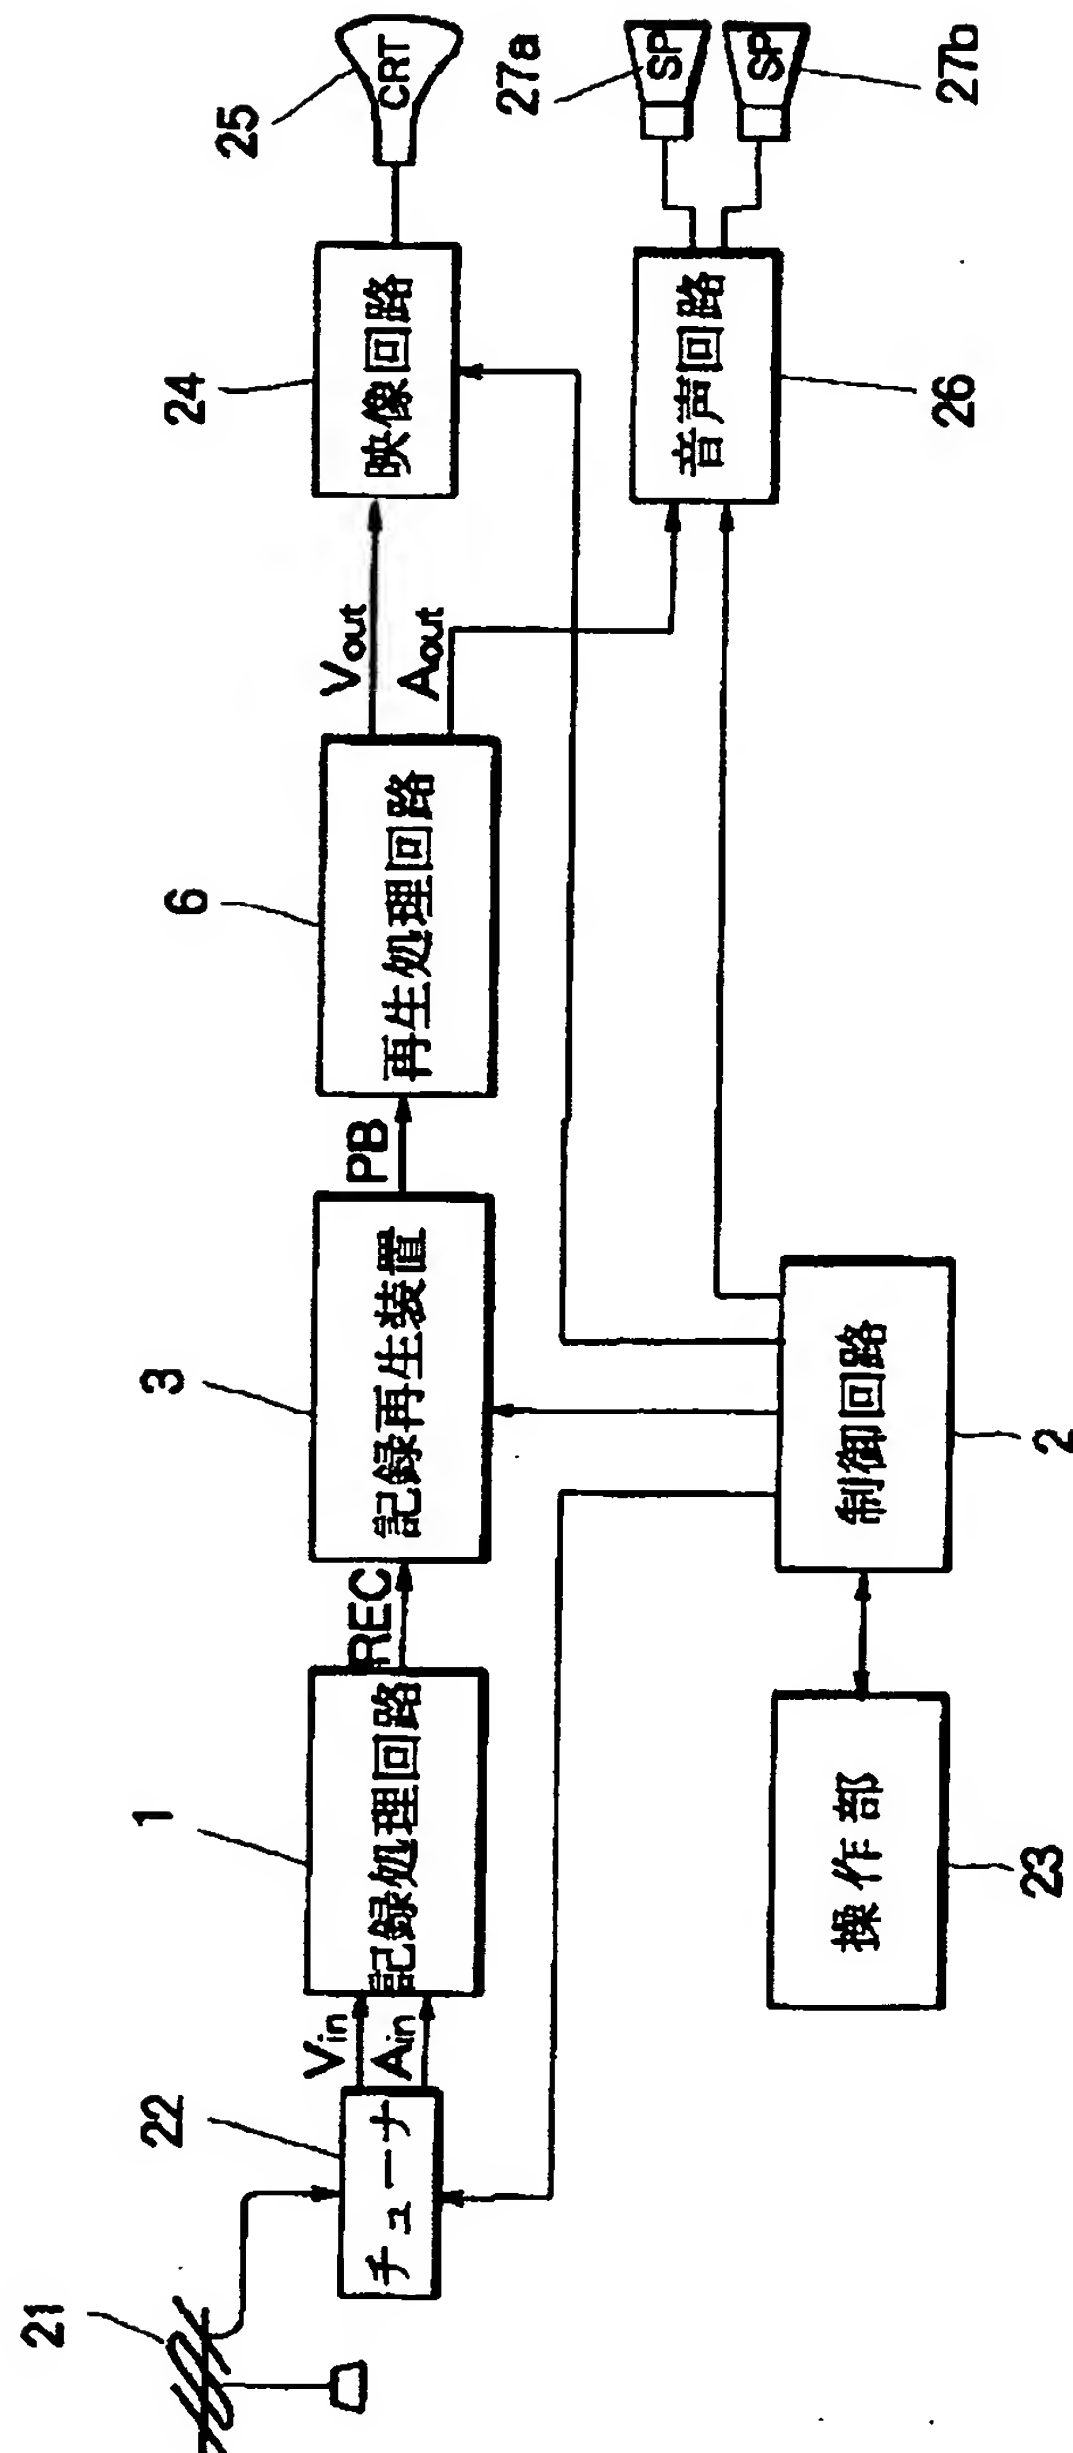 21
22
チューナ
Vin
Ain
1
記録処理回路
REC
3
記録再生装置
PB
6
再生処理回路
Vout
Aout
24
映像回路
25
CRT
音声回路
26
27a
SP
SP
27b
操作部
23
制御回路
2